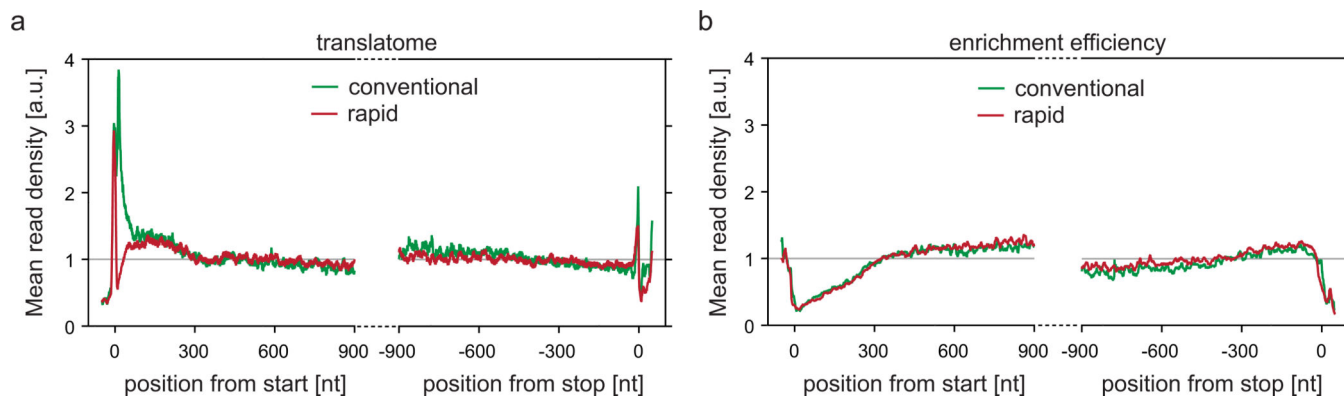 a
translatome
Mean read density [a.u.]
4
3
2
1
0
conventional
rapid
0 300 600 900 -900 -600 -300 0
position from start [nt] position from stop [nt]
b
enrichment efficiency
Mean read density [a.u.]
4
3
2
1
0
conventional
rapid
0 300 600 900 -900 -600 -300 0
position from start [nt] position from stop [nt]